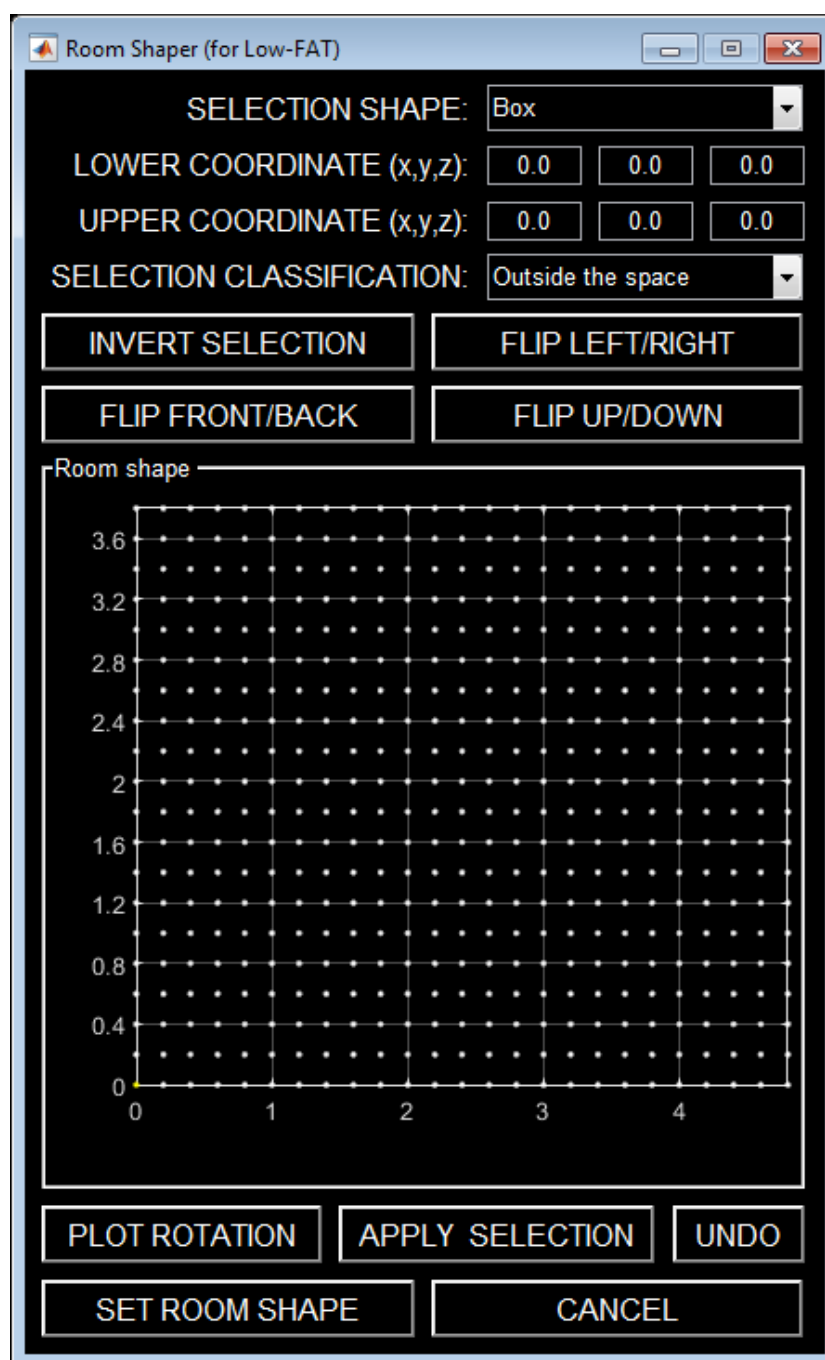 Room Shaper (for Low-FAT)
SELECTION SHAPE: Box
LOWER COORDINATE (x,y,z): 0.0 0.0 0.0
UPPER COORDINATE (x,y,z): 0.0 0.0 0.0
SELECTION CLASSIFICATION: Outside the space
INVERT SELECTION FLIP LEFT/RIGHT
FLIP FRONT/BACK FLIP UP/DOWN
Room shape
3.6
3.2
2.8
2.4
2
1.6
1.2
0.8
0.4
0
0 1 2 3 4
PLOT ROTATION APPLY SELECTION UNDO
SET ROOM SHAPE CANCEL